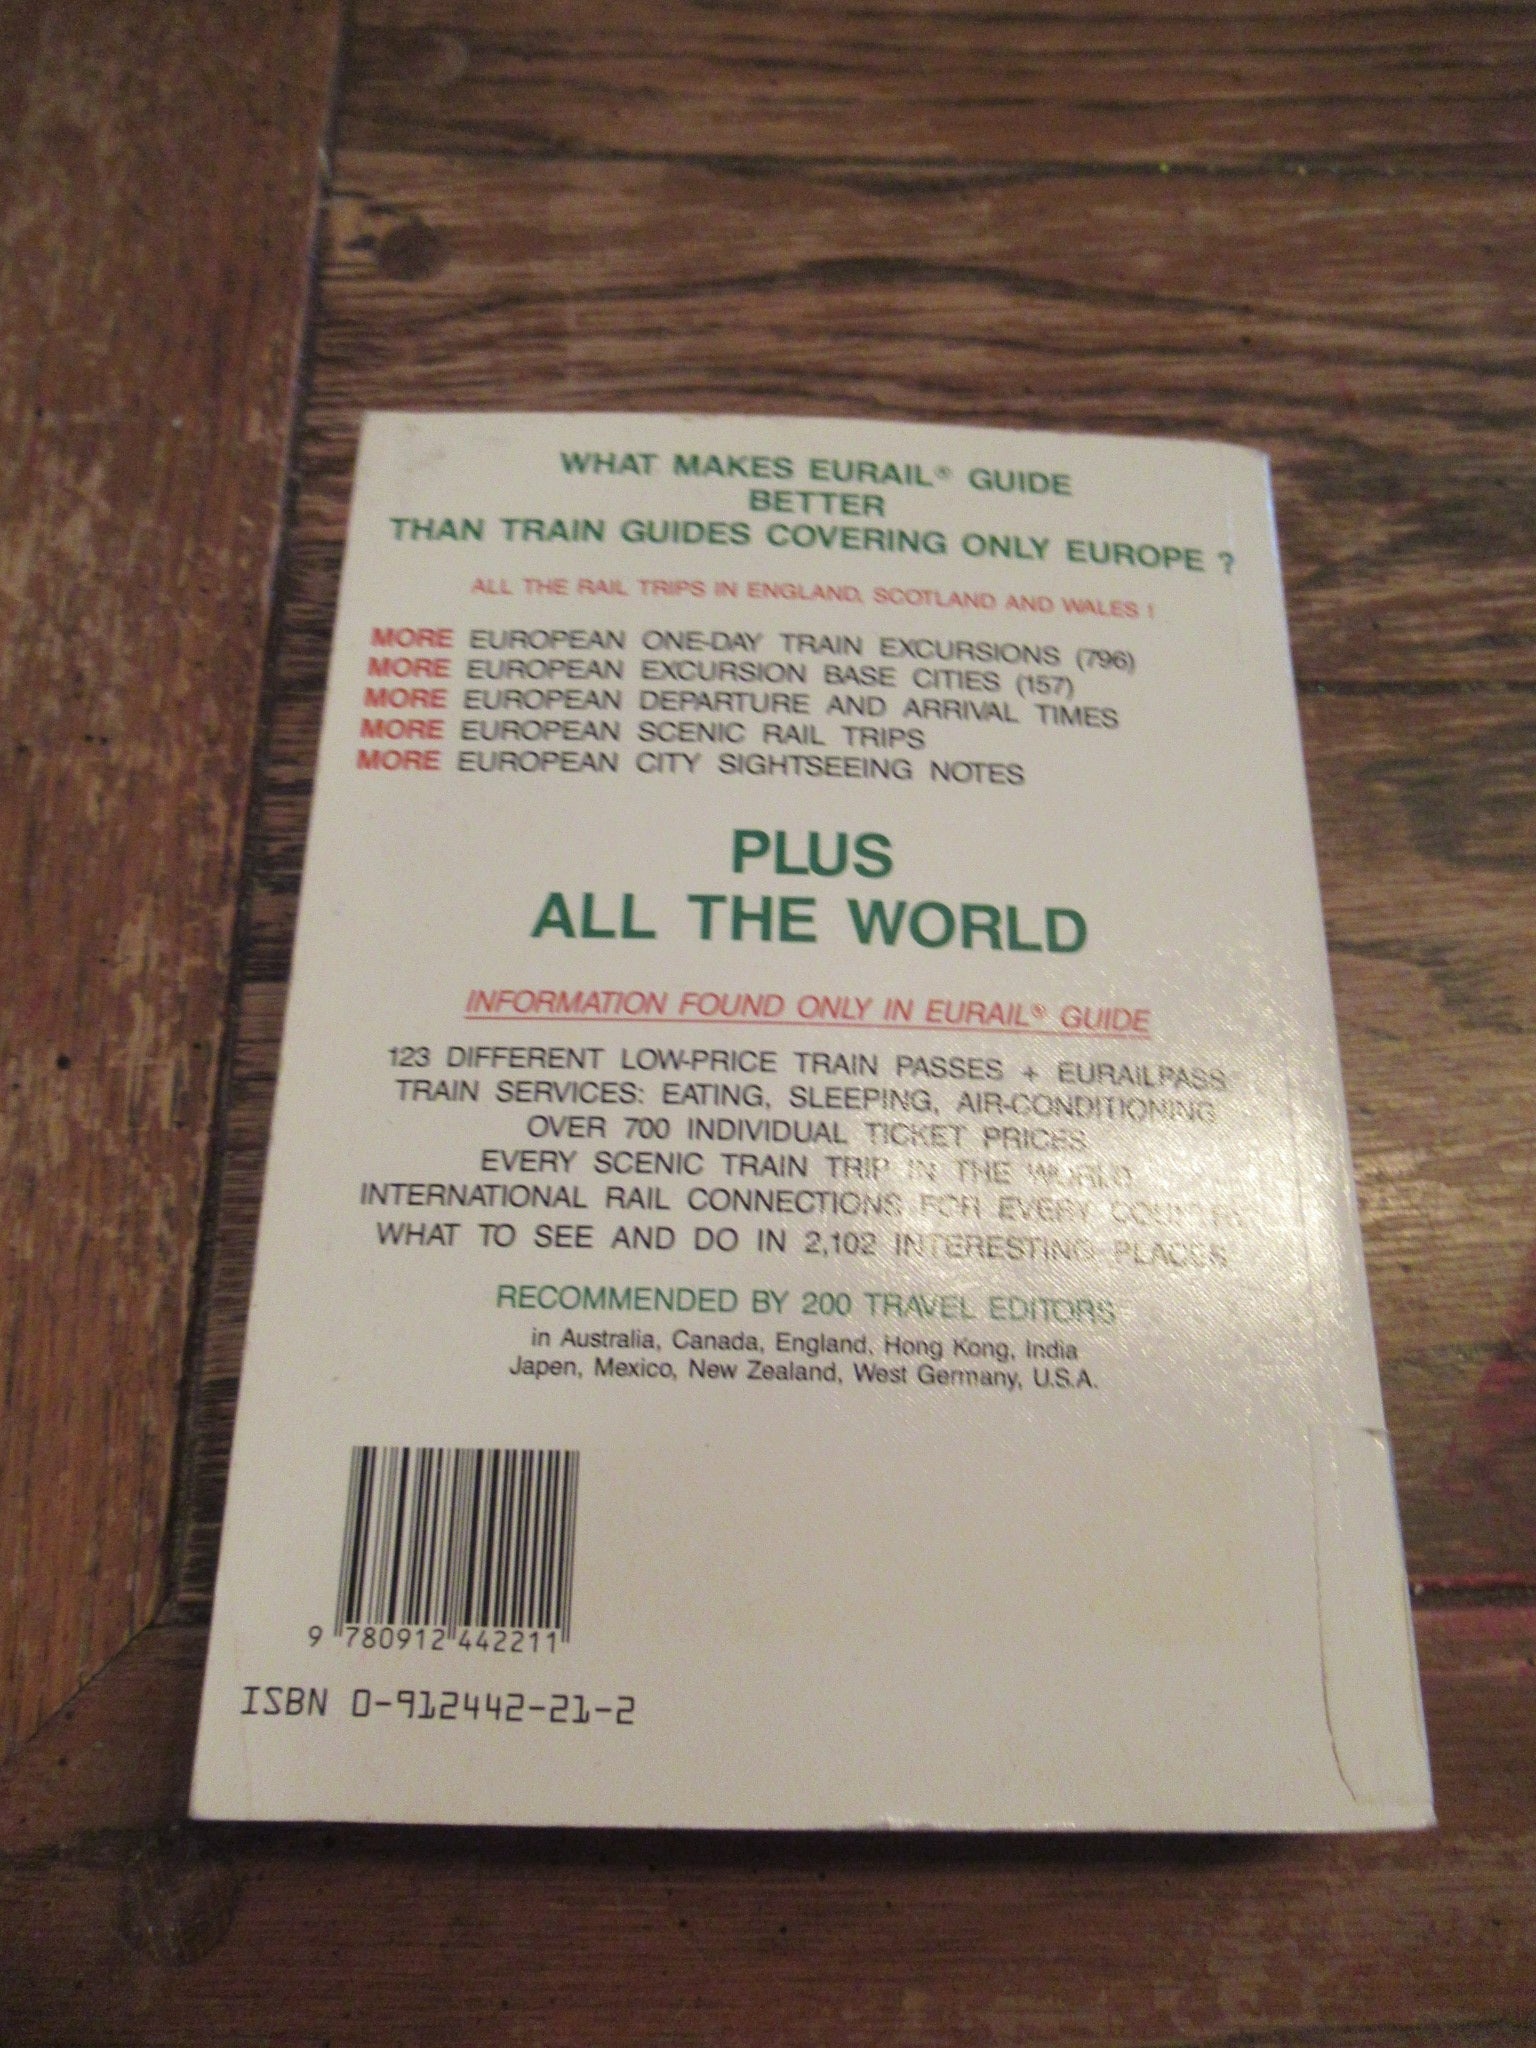 WHAT MAKES EURAIL® GUIDE
BETTER
THAN TRAIN GUIDES COVERING ONLY EUROPE ?
ALL THE RAIL TRIPS IN ENGLAND, SCOTLAND AND WALES !
MORE EUROPEAN ONE-DAY TRAIN EXCURSIONS (796)
MORE EUROPEAN EXCURSION BASE CITIES (157)
MORE EUROPEAN DEPARTURE AND ARRIVAL TIMES
MORE EUROPEAN SCENIC RAIL TRIPS
MORE EUROPEAN CITY SIGHTSEEING NOTES
PLUS
ALL THE WORLD
INFORMATION FOUND ONLY IN EURAIL® GUIDE
123 DIFFERENT LOW-PRICE TRAIN PASSES + EURAILPASS
TRAIN SERVICES: EATING, SLEEPING, AIR-CONDITIONING
OVER 700 INDIVIDUAL TICKET PRICES
EVERY SCENIC TRAIN TRIP IN THE WORLD
INTERNATIONAL RAIL CONNECTIONS FOR EVERY COUNTRY
WHAT TO SEE AND DO IN 2,102 INTERESTING PLACES
RECOMMENDED BY 200 TRAVEL EDITORS
in Australia, Canada, England, Hong Kong, India
Japen, Mexico, New Zealand, West Germany, U.S.A.
9 780912 442211
ISBN 0-912442-21-2